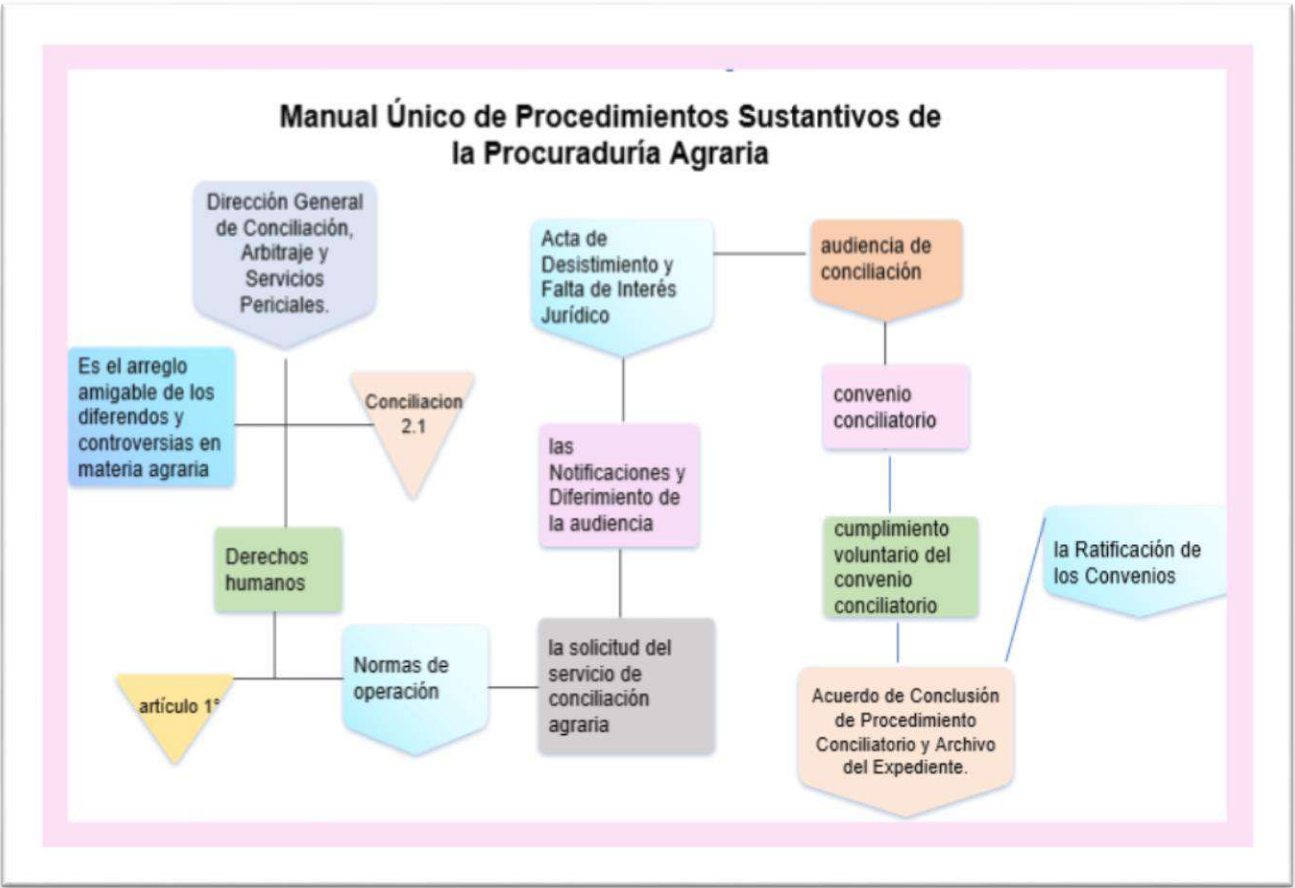 Manual Único de Procedimientos Sustantivos de
la Procuraduría Agraria
Dirección General
de Conciliación,
Arbitraje y
Servicios
Periciales.
Es el arreglo
amigable de los
diferendos y
controversias en
materia agraria
Conciliacion
2.1
Derechos
humanos
artículo 1°
Normas de
operación
la solicitud del
servicio de
conciliación
agraria
las
Notificaciones y
Diferimiento de
la audiencia
Acta de
Desistimiento y
Falta de Interés
Jurídico
audiencia de
conciliación
convenio
conciliatorio
cumplimiento
voluntario del
convenio
conciliatorio
Acuerdo de Conclusión
de Procedimiento
Conciliatorio y Archivo
del Expediente.
la Ratificación de
los Convenios